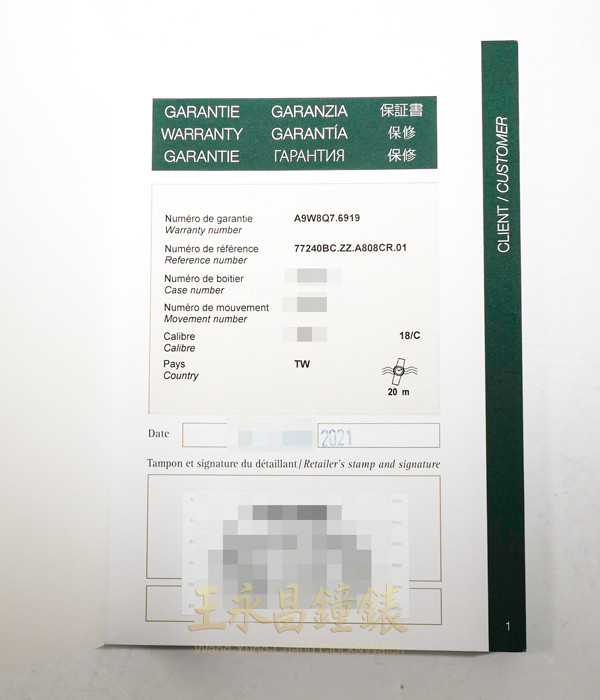 GARANTIE GARANZIA 保証書
WARRANTY GARANTÍA 保修
GARANTIE ГАРАНТИЯ 保修
CLIENT / CUSTOMER
Numéro de garantie A9W8Q7.6919
Warranty number
Numéro de référence 77240BC.ZZ.A808CR.01
Reference number
Numéro de boitier
Case number
Numéro de mouvement
Movement number
Calibre 18/C
Calibre
Pays TW
Country
20 m
Date 2021
Tampon et signature du détaillant / Retailer's stamp and signature
王永昌鐘錶
1